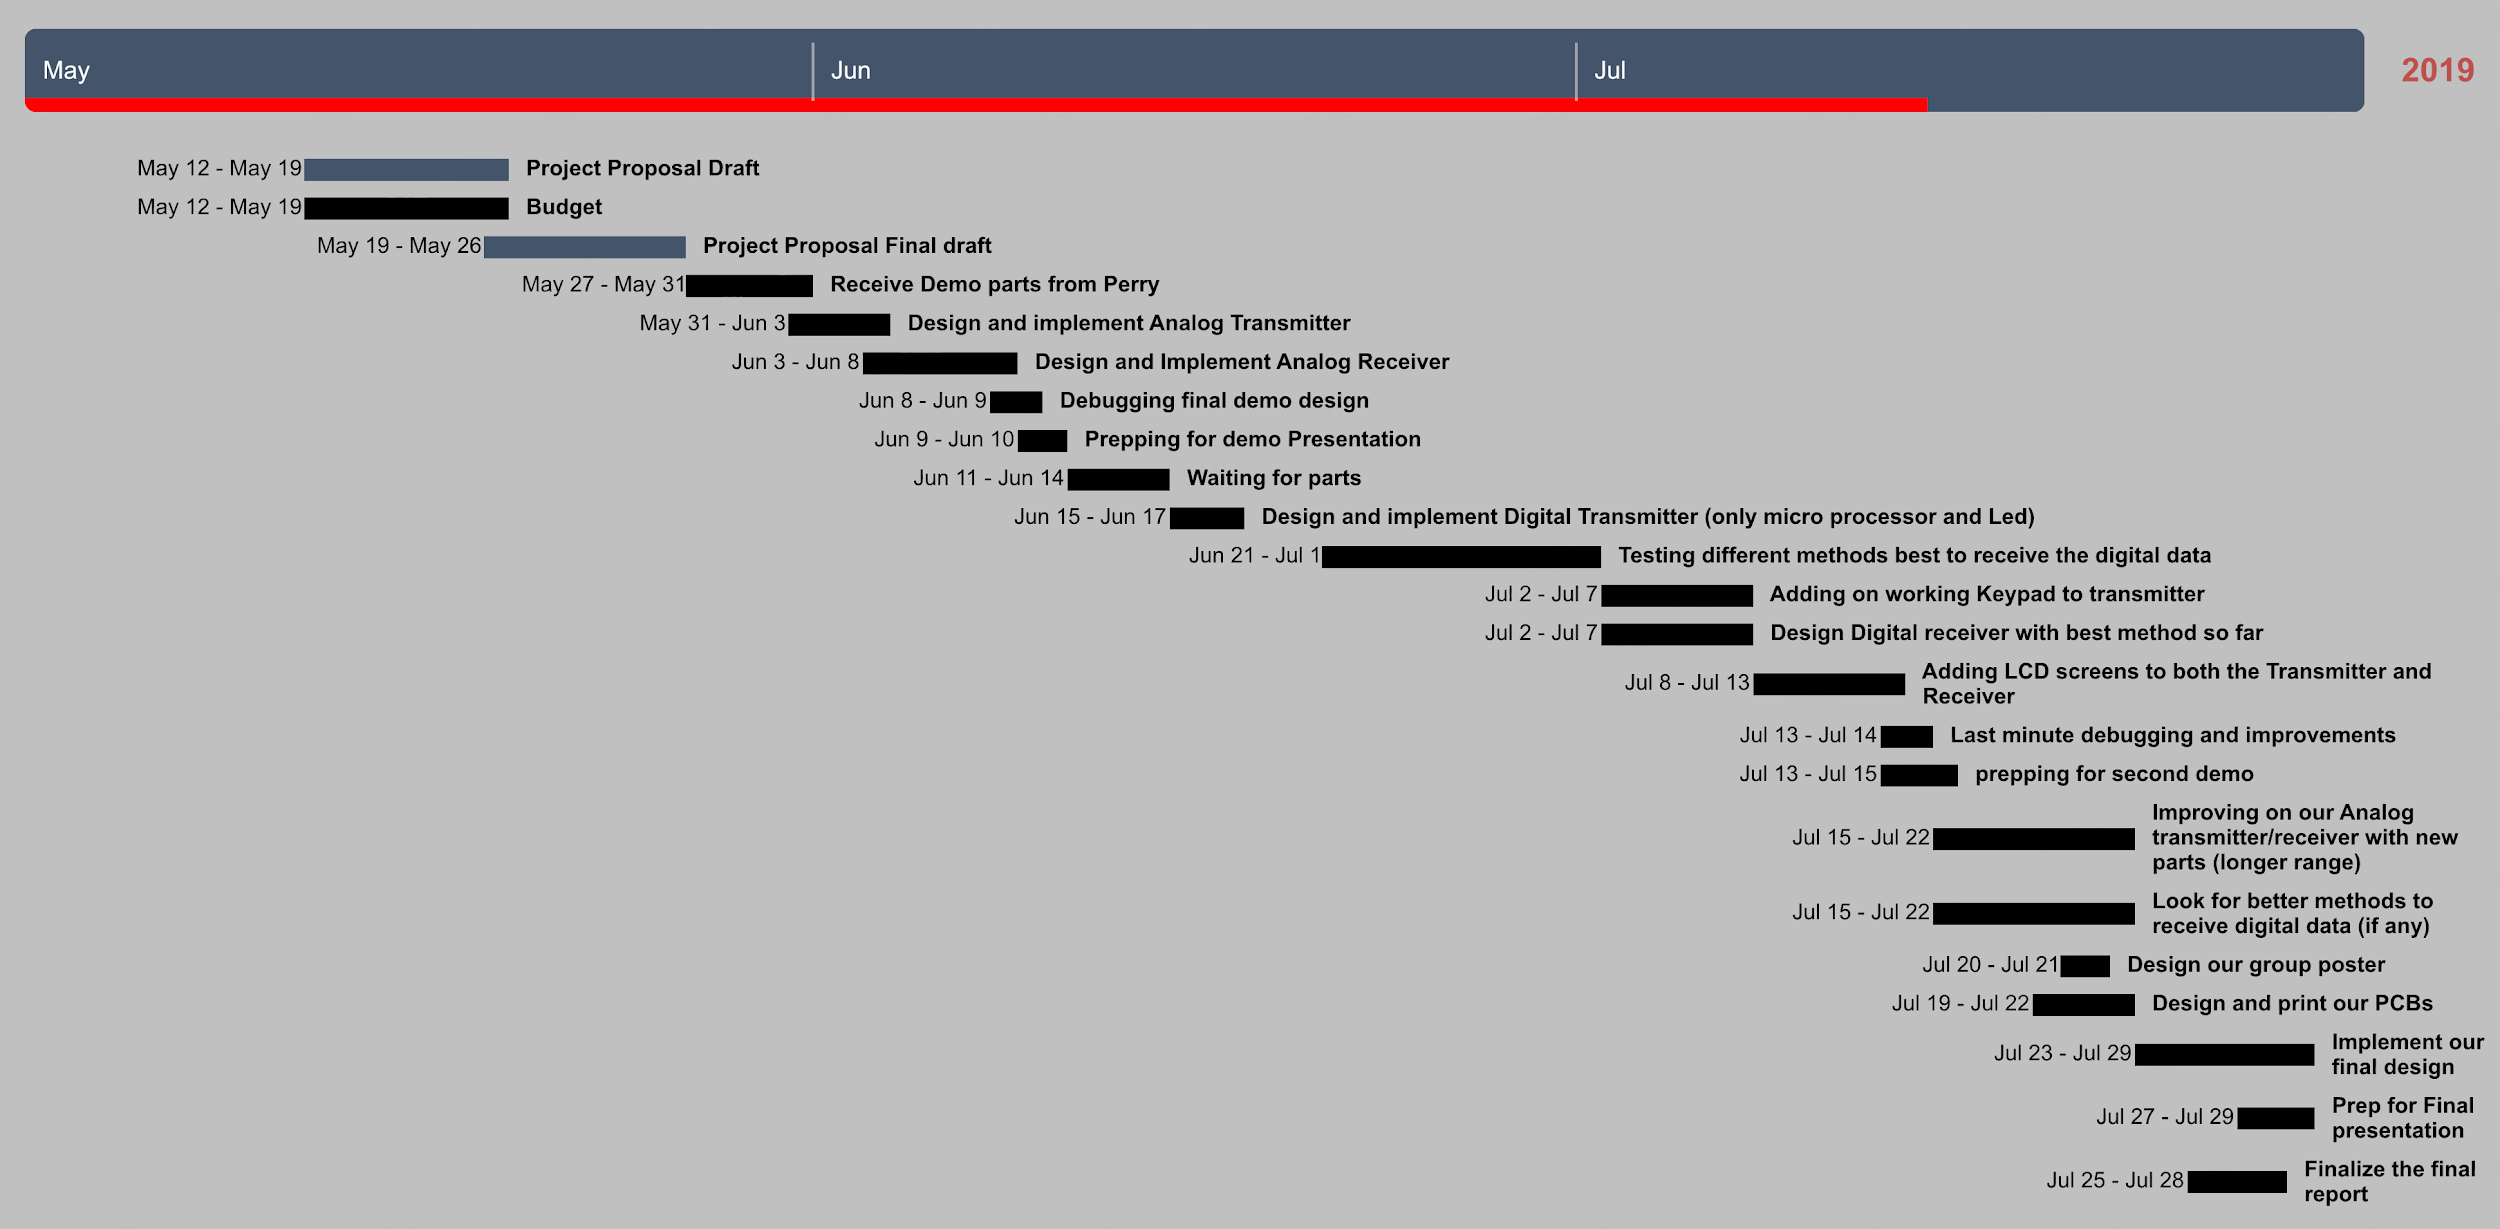 May Jun Jul 2019
May 12 - May 19 Project Proposal Draft
May 12 - May 19 Budget
May 19 - May 26 Project Proposal Final draft
May 27 - May 31 Receive Demo parts from Perry
May 31 - Jun 3 Design and implement Analog Transmitter
Jun 3 - Jun 8 Design and Implement Analog Receiver
Jun 8 - Jun 9 Debugging final demo design
Jun 9 - Jun 10 Prepping for demo Presentation
Jun 11 - Jun 14 Waiting for parts
Jun 15 - Jun 17 Design and implement Digital Transmitter (only micro processor and Led)
Jun 21 - Jul 1 Testing different methods best to receive the digital data
Jul 2 - Jul 7 Adding on working Keypad to transmitter
Jul 2 - Jul 7 Design Digital receiver with best method so far
Jul 8 - Jul 13 Adding LCD screens to both the Transmitter and
Receiver
Jul 13 - Jul 14 Last minute debugging and improvements
Jul 13 - Jul 15 prepping for second demo
Improving on our Analog
Jul 15 - Jul 22 transmitter/receiver with new
parts (longer range)
Jul 15 - Jul 22 Look for better methods to
receive digital data (if any)
Jul 20 - Jul 21 Design our group poster
Jul 19 - Jul 22 Design and print our PCBs
Jul 23 - Jul 29 Implement our
final design
Jul 27 - Jul 29 Prep for Final
presentation
Jul 25 - Jul 28 Finalize the final
report